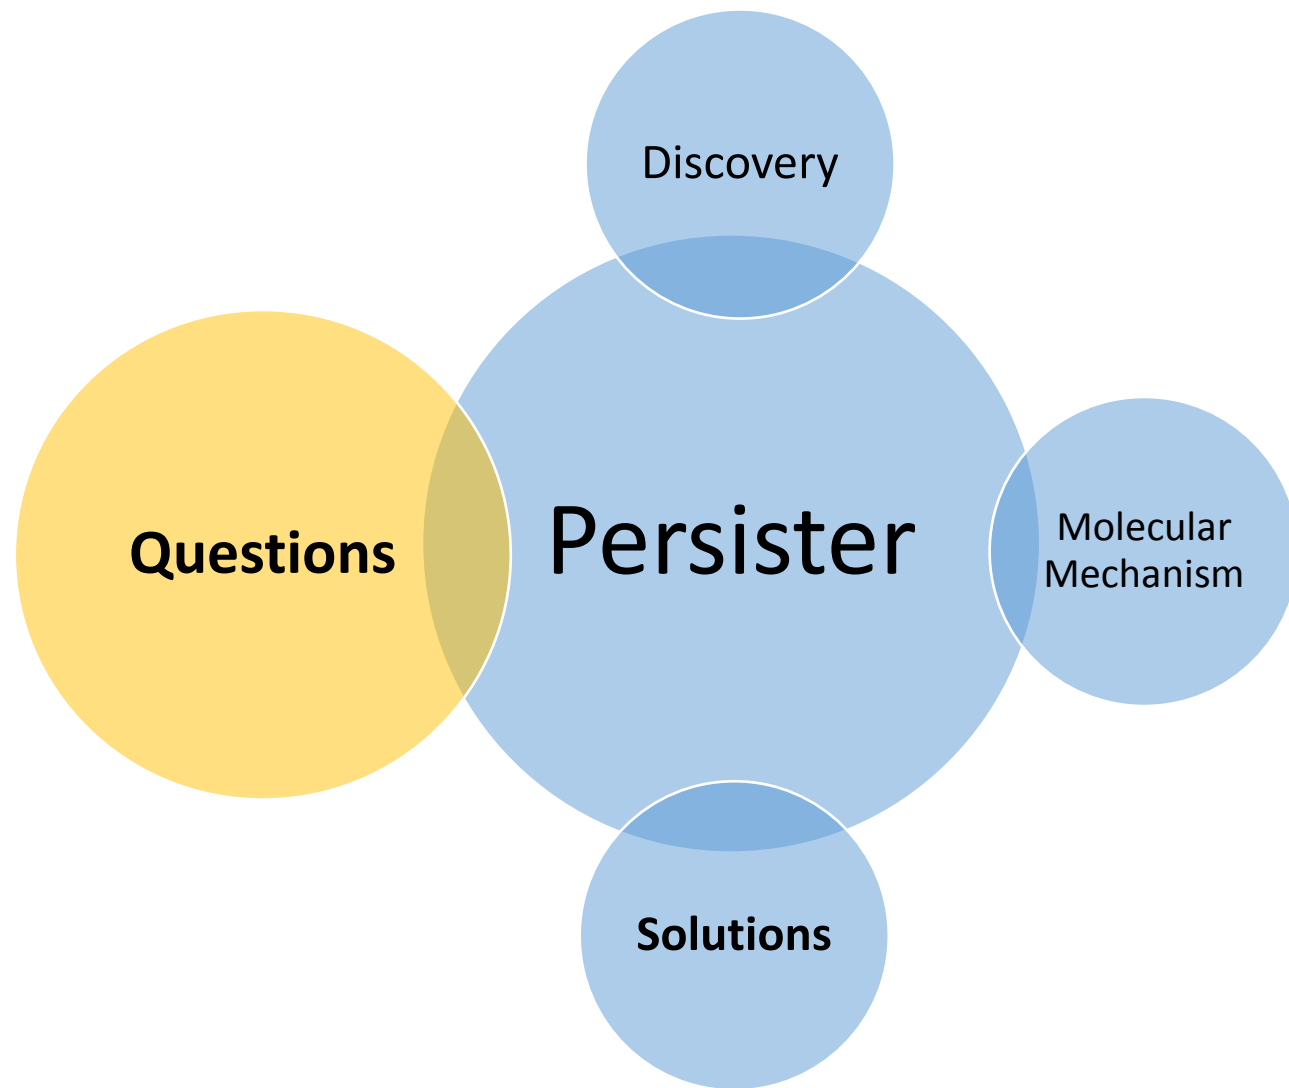 Discovery
Questions
Persister
Molecular
Mechanism
Solutions